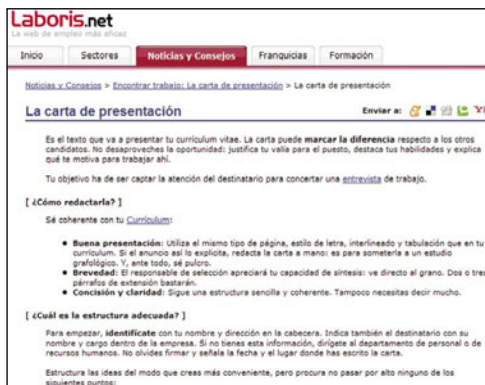 Laboris.net
La web de empleo más eficaz
Inicio Sectores Noticias y Consejos Franquicias Formación
Noticias y Consejos > Encontrar trabajo: La carta de presentación > La carta de presentación
La carta de presentación Enviar a:
Es el texto que va a presentar tu currículum vitae. La carta puede marcar la diferencia respecto a los otros
candidatos. No desaproveches la oportunidad: justifica tu valía para el puesto, destaca tus habilidades y explica
qué te motiva para trabajar ahí.
Tu objetivo ha de ser captar la atención del destinatario para concertar una entrevista de trabajo.
[ ¿Cómo redactarla? ]
Sé coherente con tu Currículum:
• Buena presentación: Utiliza el mismo tipo de página, estilo de letra, interlineado y tabulación que en tu
currículum. Si el anuncio así lo explicita, redacta la carta a mano: es para someterla a un estudio
grafológico. Y, ante todo, sé pulcro.
• Brevedad: El responsable de selección apreciará tu capacidad de síntesis: ve directo al grano. Dos o tres
párrafos de extensión bastarán.
• Concisión y claridad: Sigue una estructura sencilla y coherente. Tampoco necesitas decir mucho.
[ ¿Cuál es la estructura adecuada? ]
Para empezar, identifícate con tu nombre y dirección en la cabecera. Indica también el destinatario con su
nombre y cargo dentro de la empresa. Si no tienes esta información, dirígete al departamento de personal o de
recursos humanos. No olvides firmar y señala la fecha y el lugar donde has escrito la carta.
Estructura las ideas del modo que creas más conveniente, pero procura no pasar por alto ninguno de los
siguientes puntos: